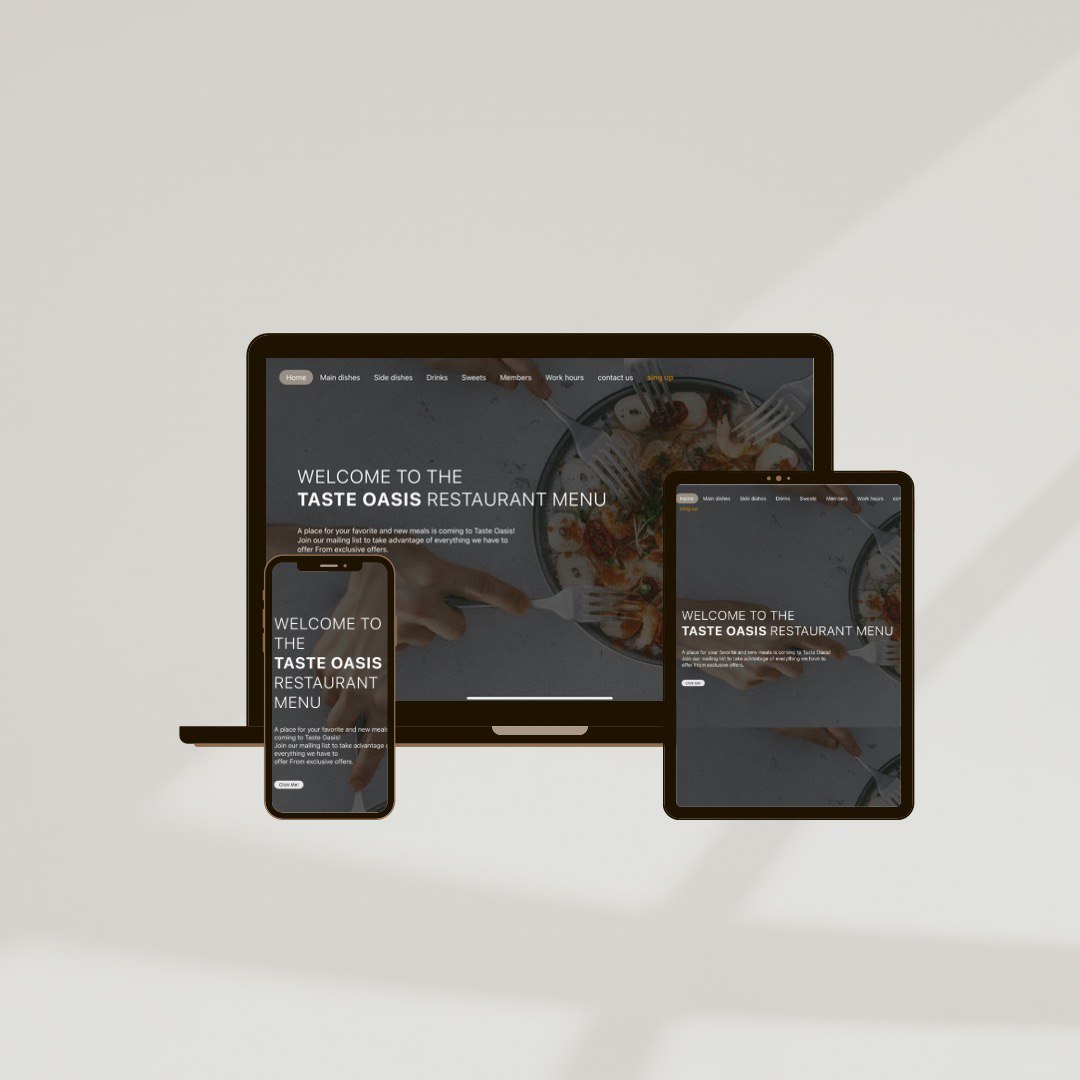 Home Main dishes Side dishes Drinks Sweets Members Work hours contact us sing up
WELCOME TO THE
TASTE OASIS RESTAURANT MENU
A place for your favorite and new meals is coming to Taste Oasis!
Join our mailing list to take advantage of everything we have to
offer From exclusive offers.
WELCOME TO
THE
TASTE OASIS
RESTAURANT
MENU
A place for your favorite and new meals
coming to Taste Oasis!
Join our mailing list to take advantage
everything we have to
offer From exclusive offers.
Click Me!
Home Main dishes Side dishes Drinks Sweets Members Work hours con
sing up
WELCOME TO THE
TASTE OASIS RESTAURANT MENU
A place for your favorite and new meals is coming to Taste Oasis!
Join our mailing list to take advantage of everything we have to
offer From exclusive offers.
Click Me!